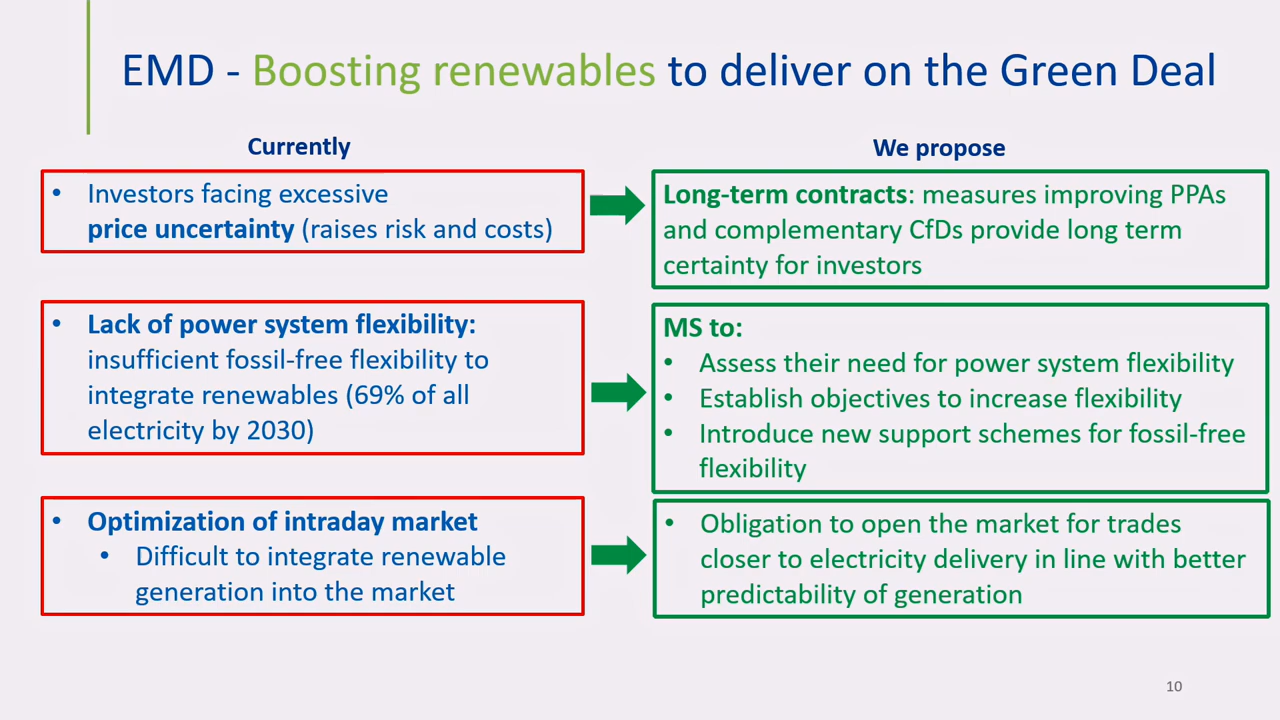 EMD - Boosting renewables to deliver on the Green Deal
Currently
• Investors facing excessive
price uncertainty (raises risk and costs)
• Lack of power system flexibility:
insufficient fossil-free flexibility to
integrate renewables (69% of all
electricity by 2030)
• Optimization of intraday market
• Difficult to integrate renewable
generation into the market
We propose
Long-term contracts: measures improving PPAs
and complementary CfDs provide long term
certainty for investors
MS to:
• Assess their need for power system flexibility
• Establish objectives to increase flexibility
• Introduce new support schemes for fossil-free
flexibility
• Obligation to open the market for trades
closer to electricity delivery in line with better
predictability of generation
10